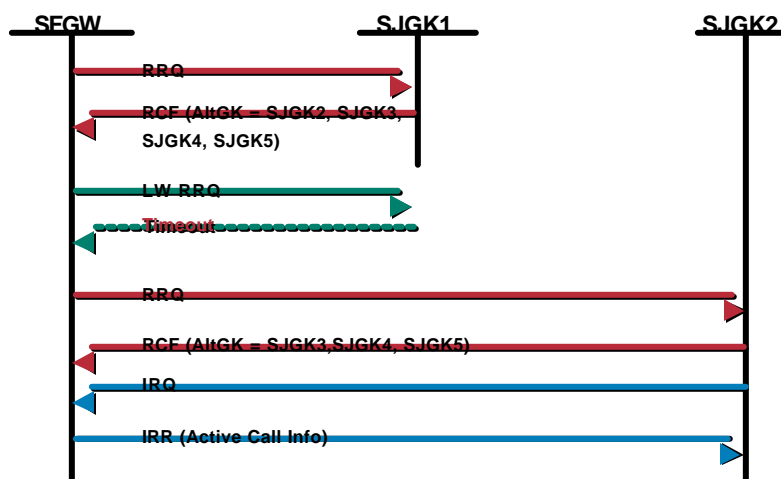 SFGW SJGK1 SJGK2
RRQ
RCF (AltGK = SJGK2, SJGK3,
SJGK4, SJGK5)
LW RRQ
Timeout
RRQ
RCF (AltGK = SJGK3,SJGK4, SJGK5)
IRQ
IRR (Active Call Info)